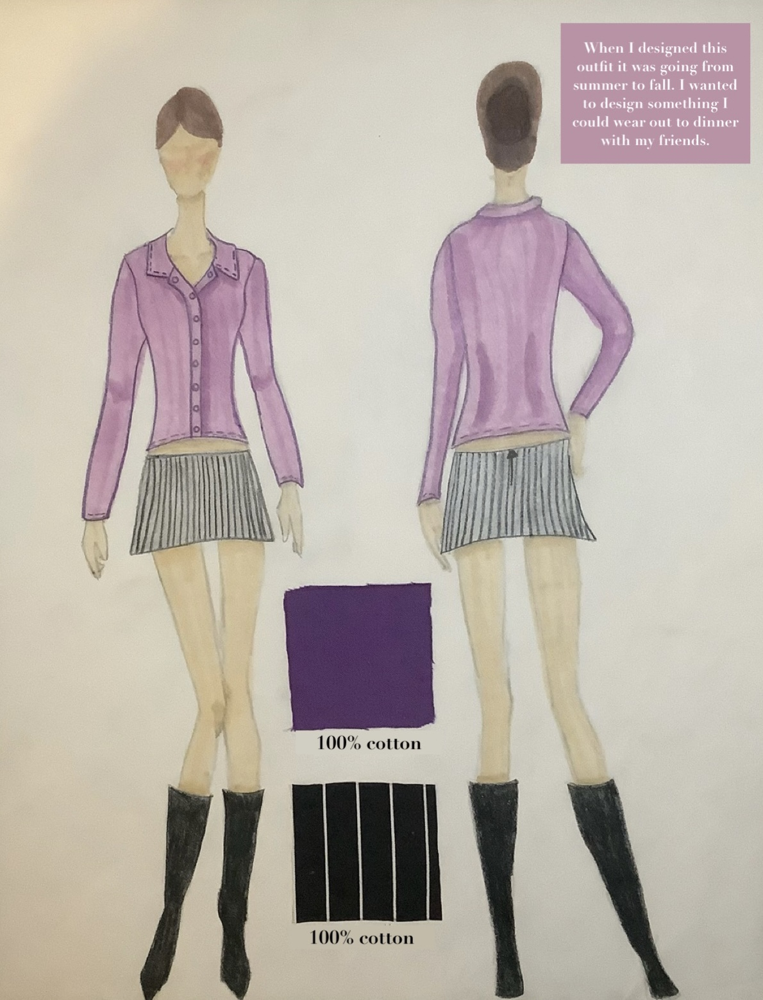 When I designed this
outfit it was going from
summer to fall. I wanted
to design something I
could wear out to dinner
with my friends.
100% cotton
100% cotton